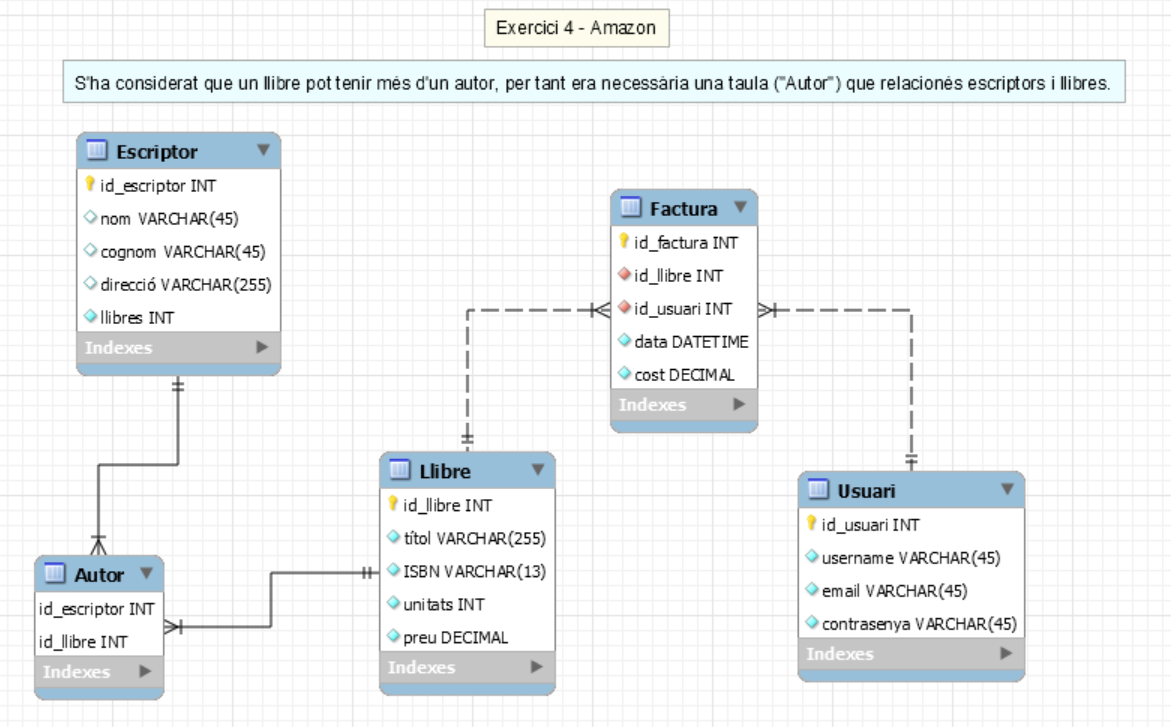 Exercici 4 - Amazon
S'ha considerat que un llibre pot tenir més d'un autor, per tant era necessària una taula ("Autor") que relacionés escriptors i llibres.
Escriptor
id_escriptor INT
nom VARCHAR(45)
cognom VARCHAR(45)
direcció VARCHAR(255)
llibres INT
Indexes
Factura
id_factura INT
id_llibre INT
id_usuari INT
data DATETIME
cost DECIMAL
Indexes
Llibre
id_llibre INT
títol VARCHAR(255)
ISBN VARCHAR(13)
unitats INT
preu DECIMAL
Indexes
Usuari
id_usuari INT
username VARCHAR(45)
email VARCHAR(45)
contrasenya VARCHAR(45)
Indexes
Autor
id_escriptor INT
id_llibre INT
Indexes